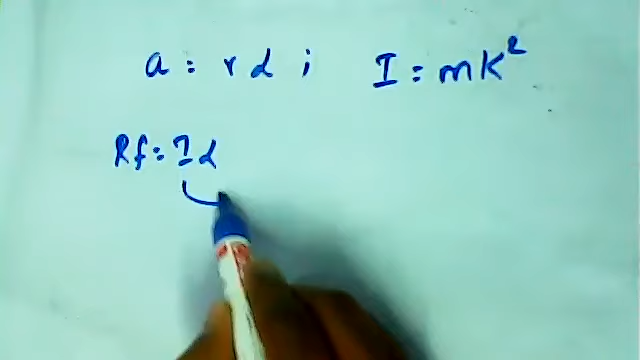 a = rα ; I = mK²
Rf = Iα